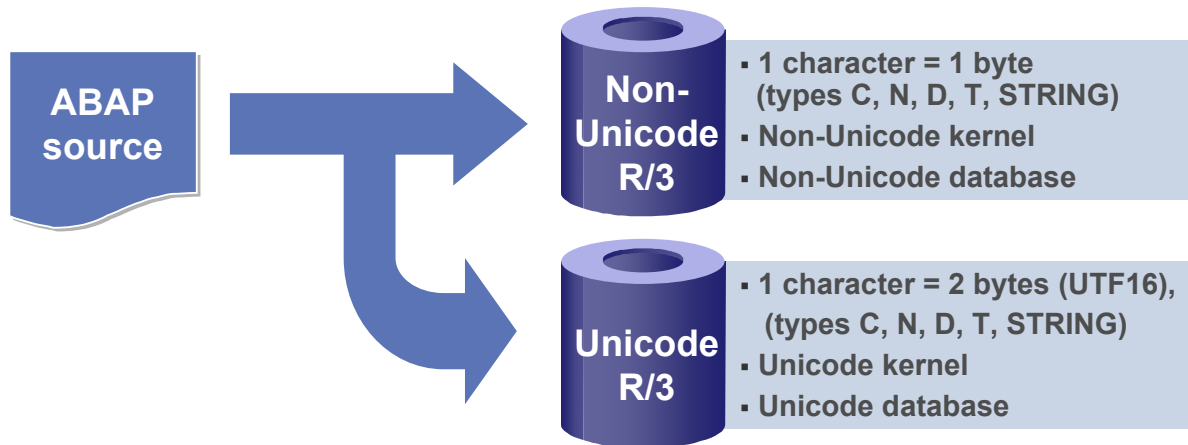 ABAP
source
Non-
Unicode
R/3
▪ 1 character = 1 byte
(types C, N, D, T, STRING)
▪ Non-Unicode kernel
▪ Non-Unicode database
Unicode
R/3
▪ 1 character = 2 bytes (UTF16),
(types C, N, D, T, STRING)
▪ Unicode kernel
▪ Unicode database